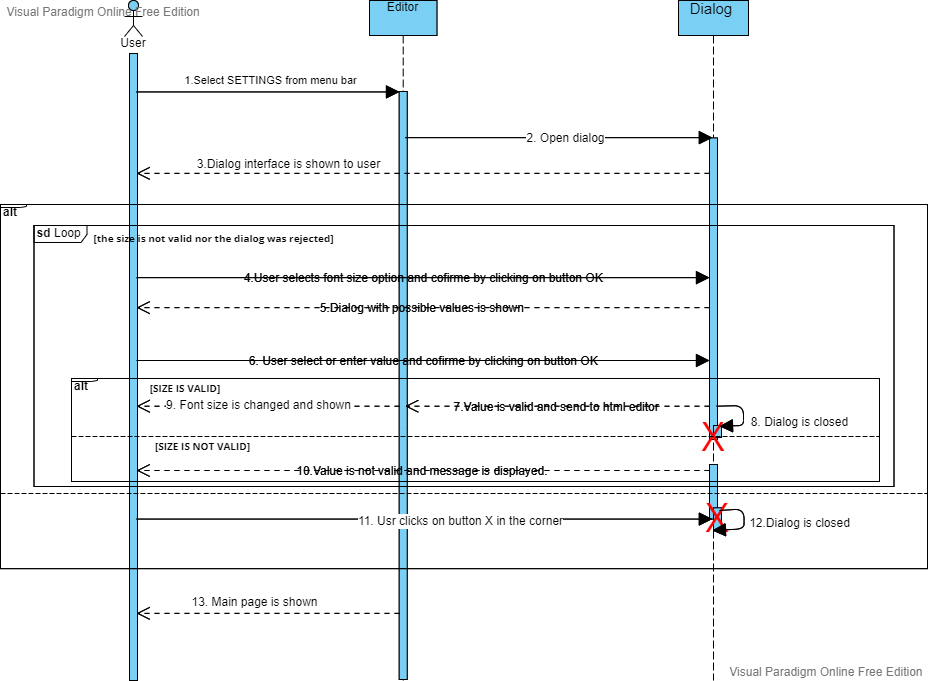 Visual Paradigm Online Free Edition
Editor
Dialog
User
1.Select SETTINGS from menu bar
2. Open dialog
3.Dialog interface is shown to user
alt
sd Loop
[the size is not valid nor the dialog was rejected]
4.User selects font size option and cofirme by clicking on button OK
5.Dialog with possible values is shown
6. User select or enter value and cofirme by clicking on button OK
alt
[SIZE IS VALID]
9. Font size is changed and shown
7.Value is valid and send to html editor
8. Dialog is closed
[SIZE IS NOT VALID]
10.Value is not valid and message is displayed.
11. Usr clicks on button X in the corner
12.Dialog is closed
13. Main page is shown
Visual Paradigm Online Free Edition